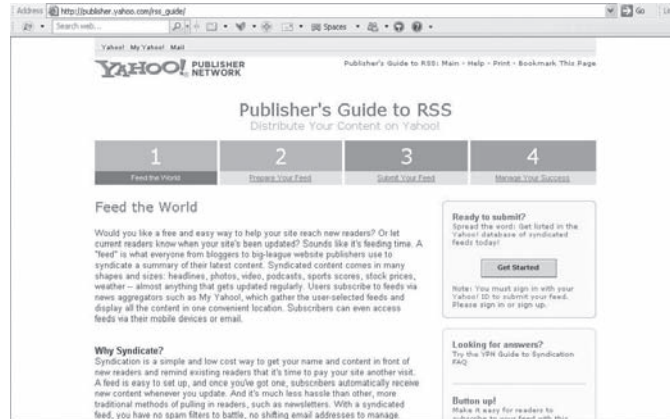 Address http://publisher.yahoo.com/rss_guide/ Go
Search web... Spaces
Yahoo! My Yahoo! Mail
YAHOO! PUBLISHER NETWORK
Publisher's Guide to RSS: Main - Help - Print - Bookmark This Page
Publisher's Guide to RSS
Distribute Your Content on Yahoo!
1 2 3 4
Feed the World Prepare Your Feed Submit Your Feed Manage Your Success
Feed the World
Would you like a free and easy way to help your site reach new readers? Or let
current readers know when your site's been updated? Sounds like it's feeding time. A
"feed" is what everyone from bloggers to big-league website publishers use to
syndicate a summary of their latest content. Syndicated content comes in many
shapes and sizes: headlines, photos, video, podcasts, sports scores, stock prices,
weather -- almost anything that gets updated regularly. Users subscribe to feeds via
news aggregators such as My Yahoo!, which gather the user-selected feeds and
display all the content in one convenient location. Subscribers can even access
feeds via their mobile devices or email.
Why Syndicate?
Syndication is a simple and low cost way to get your name and content in front of
new readers and remind existing readers that it's time to pay your site another visit.
A feed is easy to set up, and once you've got one, subscribers automatically receive
new content whenever you update. And it's much less hassle than other, more
traditional methods of pulling in readers, such as newsletters. With a syndicated
feed, you have no spam filters to battle, no shifting email addresses to manage
Ready to submit?
Spread the word: Get listed in the
Yahoo! database of syndicated
feeds today!
Get Started
Note: You must sign in with your
Yahoo! ID to submit your feed.
Please sign in or sign up.
Looking for answers?
Try the YPN Guide to Syndication
FAQ
Button up!
Make it easy for readers to
subscribe to your feed with this